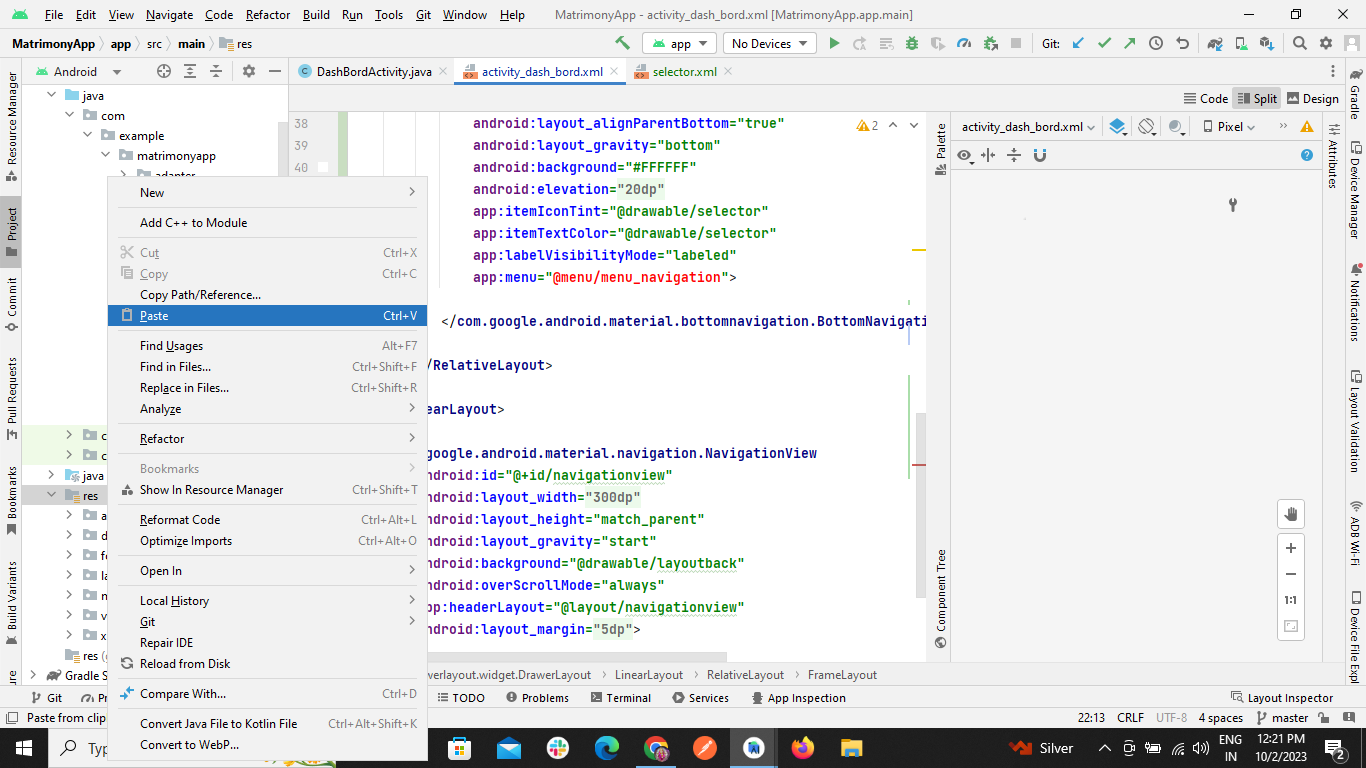 File Edit View Navigate Code Refactor Build Run Tools Git Window Help MatrimonyApp - activity_dash_bord.xml [MatrimonyApp.app.main]
MatrimonyApp app src main res app No Devices Git:
Android DashBordActivity.java activity_dash_bord.xml selector.xml
Code Split Design
java
com
example
matrimonyapp
adapter
New
Add C++ to Module
Cut Ctrl+X
Copy Ctrl+C
Copy Path/Reference...
Paste Ctrl+V
Find Usages Alt+F7
Find in Files... Ctrl+Shift+F
Replace in Files... Ctrl+Shift+R
Analyze
Refactor
Bookmarks
Show In Resource Manager Ctrl+Shift+T
Reformat Code Ctrl+Alt+L
Optimize Imports Ctrl+Alt+O
Open In
Local History
Git
Repair IDE
Reload from Disk
Compare With... Ctrl+D
Convert Java File to Kotlin File Ctrl+Alt+Shift+K
Convert to WebP...
c
c
java
res
a
d
fo
la
v
x
res
Gradle S
38 android:layout_alignParentBottom="true"
39 android:layout_gravity="bottom"
40 android:background="#FFFFFF"
android:elevation="20dp"
app:itemIconTint="@drawable/selector"
app:itemTextColor="@drawable/selector"
app:labelVisibilityMode="labeled"
app:menu="@menu/menu_navigation">
</com.google.android.material.bottomnavigation.BottomNavigati
/RelativeLayout>
earLayout>
google.android.material.navigation.NavigationView
ndroid:id="@+id/navigationview"
ndroid:layout_width="300dp"
ndroid:layout_height="match_parent"
ndroid:layout_gravity="start"
ndroid:background="@drawable/layoutback"
ndroid:overScrollMode="always"
pp:headerLayout="@layout/navigationview"
ndroid:layout_margin="5dp">
2
activity_dash_bord.xml Pixel
1:1
Palette
Component Tree
Attributes
Resource Manager
Project
Commit
Pull Requests
Bookmarks
Build Variants
Gradle
Device Manager
Notifications
Layout Validation
ADB Wi-Fi
Device File Expl
werlayout.widget.DrawerLayout LinearLayout RelativeLayout FrameLayout
Git TODO Problems Terminal Services App Inspection Layout Inspector
Paste from clip 22:13 CRLF UTF-8 4 spaces master
Silver ENG IN 12:21 PM 10/2/2023 2